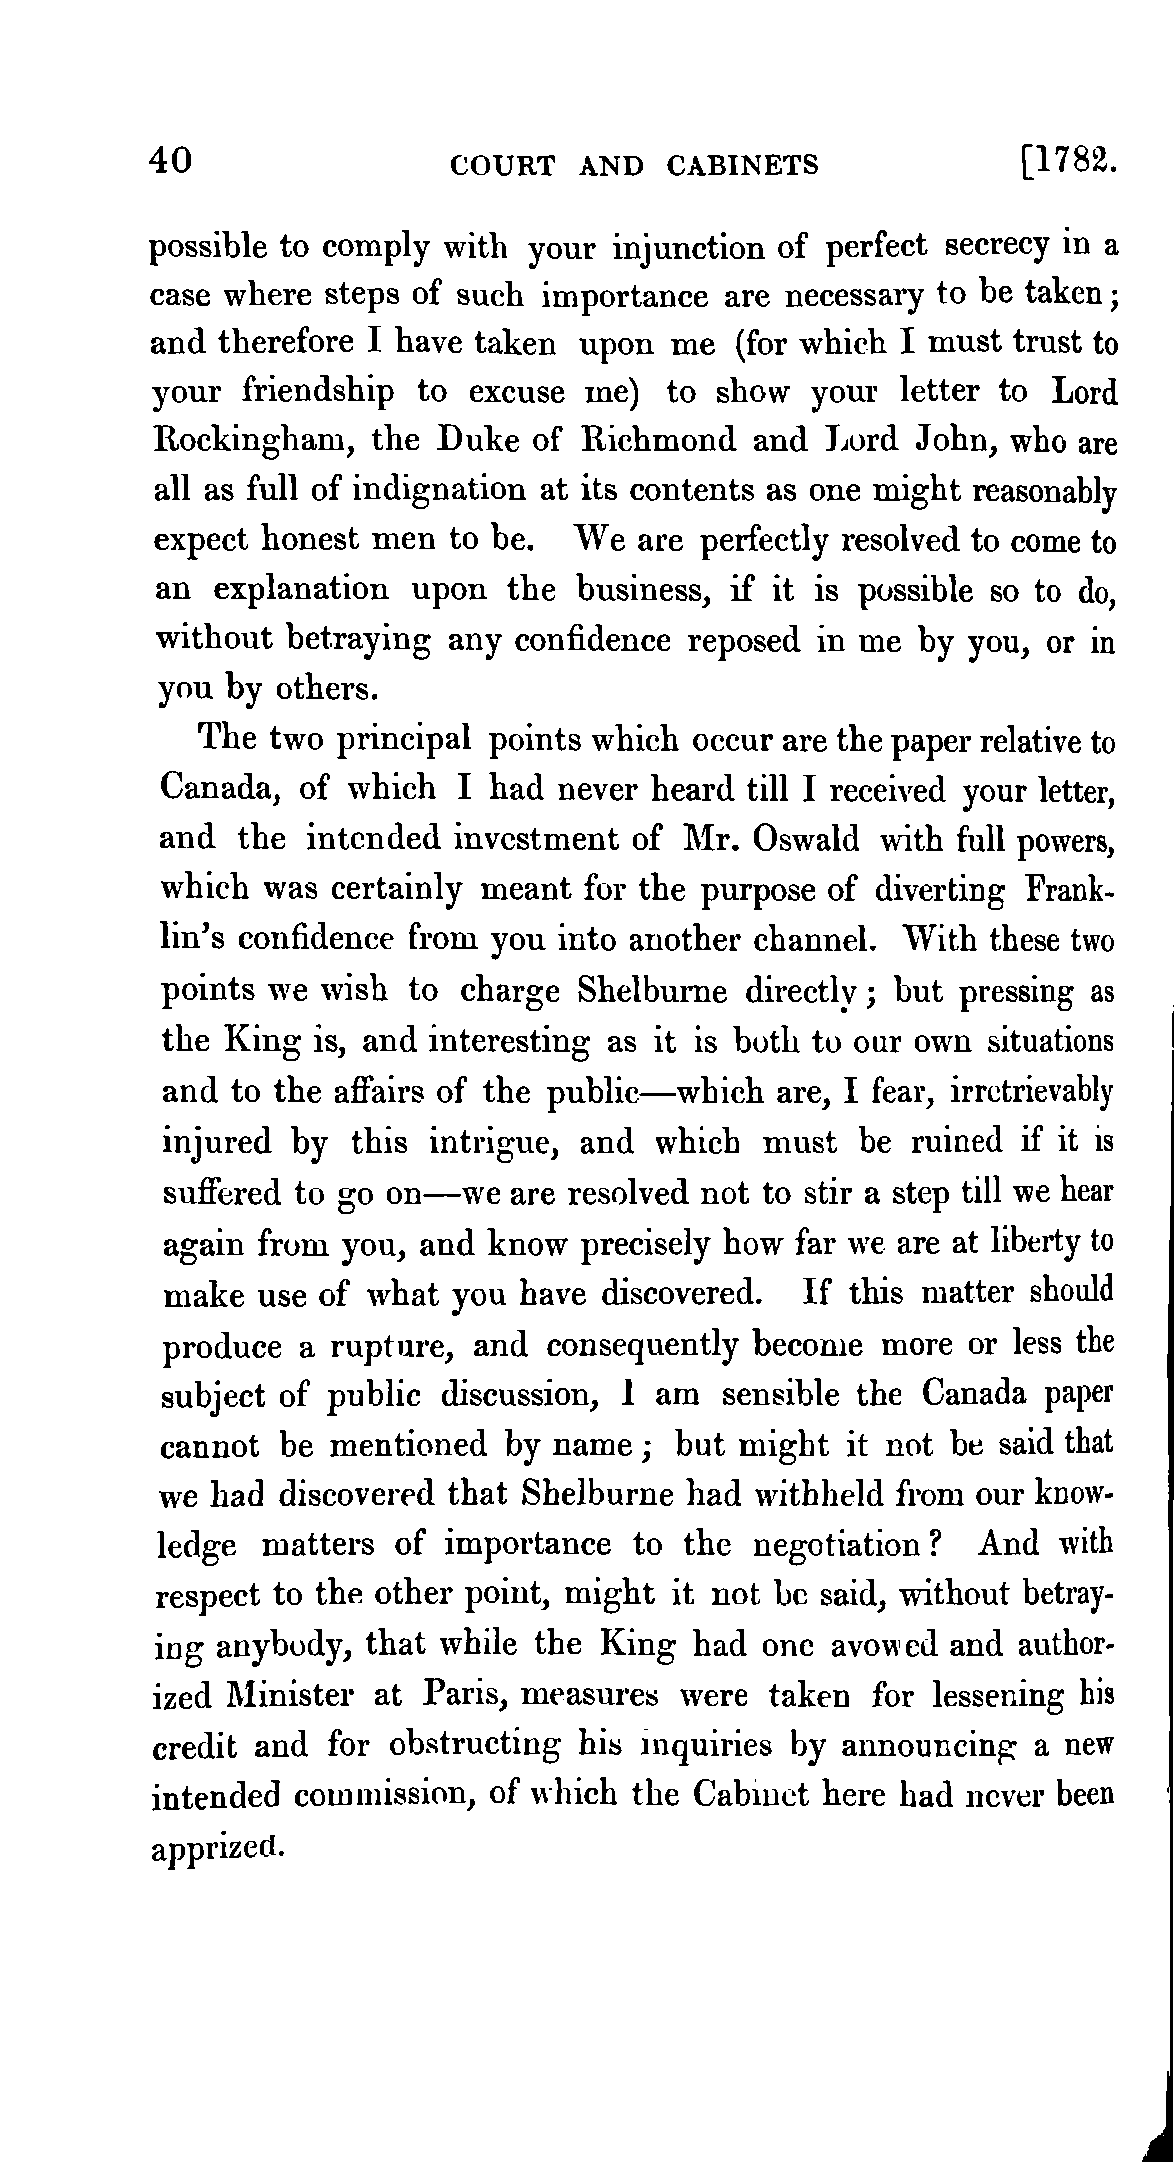 40 COURT AND CABINETS [1782.
possible to comply with your injunction of perfect secrecy in a
case where steps of such importance are necessary to be taken;
and therefore I have taken upon me (for which I must trust to
your friendship to excuse me) to show your letter to Lord
Rockingham, the Duke of Richmond and Lord John, who are
all as full of indignation at its contents as one might reasonably
expect honest men to be. We are perfectly resolved to come to
an explanation upon the business, if it is possible so to do,
without betraying any confidence reposed in me by you, or in
you by others.
The two principal points which occur are the paper relative to
Canada, of which I had never heard till I received your letter,
and the intended investment of Mr. Oswald with full powers,
which was certainly meant for the purpose of diverting Frank-
lin's confidence from you into another channel. With these two
points we wish to charge Shelburne directly; but pressing as
the King is, and interesting as it is both to our own situations
and to the affairs of the public—which are, I fear, irretrievably
injured by this intrigue, and which must be ruined if it is
suffered to go on—we are resolved not to stir a step till we hear
again from you, and know precisely how far we are at liberty to
make use of what you have discovered. If this matter should
produce a rupture, and consequently become more or less the
subject of public discussion, I am sensible the Canada paper
cannot be mentioned by name; but might it not be said that
we had discovered that Shelburne had withheld from our know-
ledge matters of importance to the negotiation? And with
respect to the other point, might it not be said, without betray-
ing anybody, that while the King had one avowed and author-
ized Minister at Paris, measures were taken for lessening his
credit and for obstructing his inquiries by announcing a new
intended commission, of which the Cabinet here had never been
apprized.